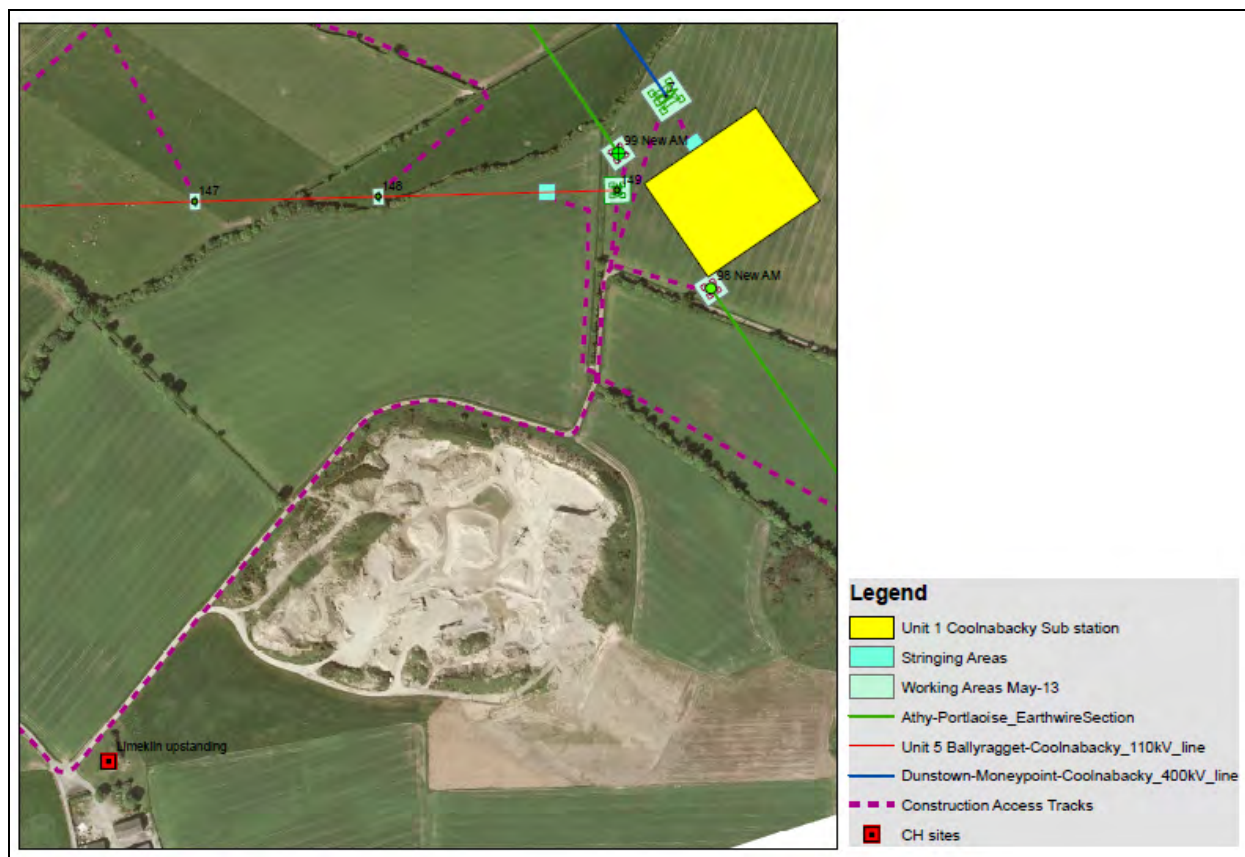 99 New AM
147
148
149
98 New AM
Limeklin upstanding
Legend
Unit 1 Coolnabacky Sub station
Stringing Areas
Working Areas May-13
Athy-Portlaoise_EarthwireSection
Unit 5 Ballyragget-Coolnabacky_110kV_line
Dunstown-Moneypoint-Coolnabacky_400kV_line
Construction Access Tracks
CH sites